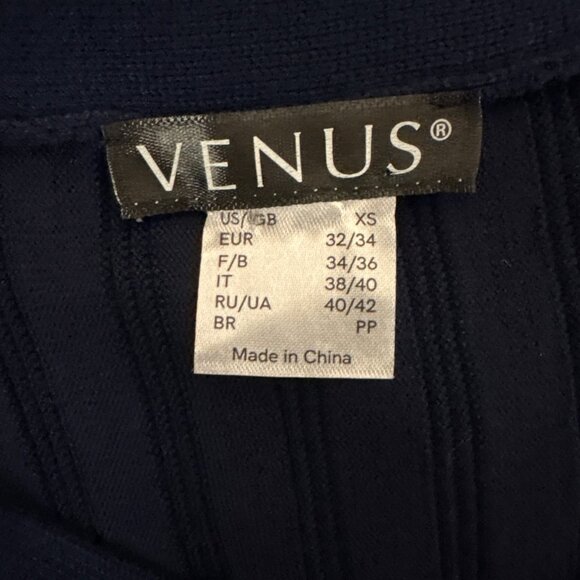 VENUS®
US/GB XS
EUR 32/34
F/B 34/36
IT 38/40
RU/UA 40/42
BR PP
Made in China